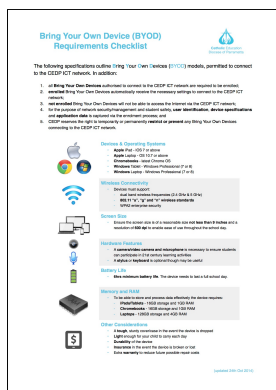 Bring Your Own Device (BYOD)
Requirements Checklist
Catholic Education
Diocese of Parramatta
The following specifications outline Bring Your Own Devices (BYOD) models, permitted to connect
to the CEDP ICT network. In addition:
1. all Bring Your Own Devices authorised to connect to the CEDP ICT network are required to be enrolled;
2. enrolled Bring Your Own Devices automatically receive the necessary settings to connect to the CEDP ICT
network;
3. not enrolled Bring Your Own Devices will not be able to access the Internet via the CEDP ICT network;
4. for the purpose of network security/management and student safety, user identification, device specifications
and application data is captured via the enrolment process; and
5. CEDP reserves the right to temporarily or permanently restrict or prevent any Bring Your Own Devices
connecting to the CEDP ICT network.
Devices & Operating Systems
Apple iPad - iOS 7 or above
Apple Laptop - OS 10.7 or above
Chromebooks - latest Chrome OS
Windows Tablet - Windows Professional (7 or 8)
Windows Laptop - Windows Professional (7 or 8)
Wireless Connectivity
Devices must support:
dual band wireless frequencies (2.4 GHz & 5 GHz)
802.11 "a", "g" and "n" wireless standards
WPA2 enterprise security
Screen Size
Ensure the screen size is of a reasonable size not less than 9 inches and a
resolution of 600 dpi to enable ease of use throughout the school day.
Hardware Features
A camera/video camera and microphone is necessary to ensure students
can participate in 21st century learning activities
A stylus or keyboard is optional though may be useful
Battery Life
6hrs minimum battery life. The device needs to last a full school day.
Memory and RAM
To be able to store and process data effectively the device requires:
iPads/Tablets - 16GB storage and 1GB RAM
Chromebooks - 16GB storage and 1GB RAM
Laptops - 128GB storage and 4GB RAM
Other Considerations
A tough, sturdy cover/case in the event the device is dropped
Light enough for your child to carry each day
Durability of the device
Insurance in the event the device is broken or lost
Extra warranty to reduce future possible repair costs